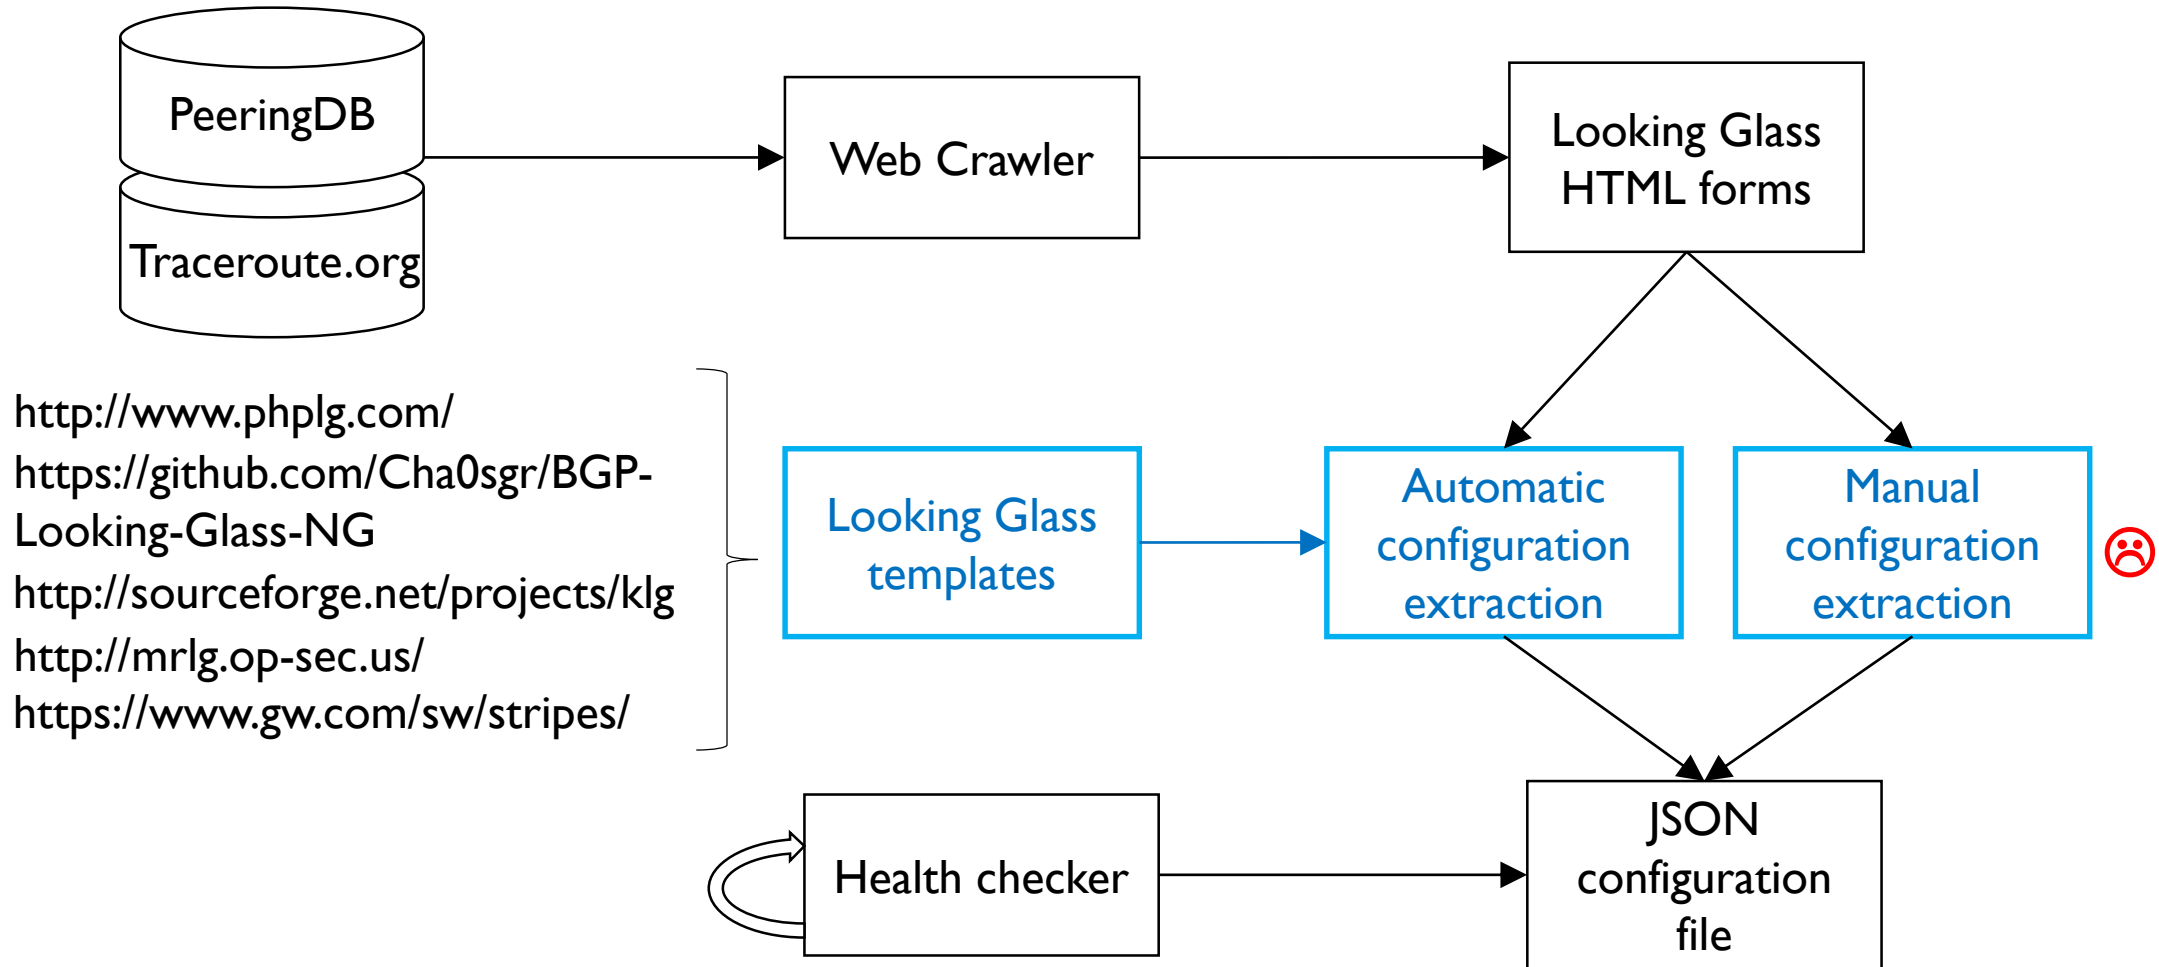 PeeringDB
Traceroute.org
Web Crawler
Looking Glass
HTML forms
http://www.phplg.com/
https://github.com/Cha0sgr/BGP-
Looking-Glass-NG
http://sourceforge.net/projects/klg
http://mrlg.op-sec.us/
https://www.gw.com/sw/stripes/
Looking Glass
templates
Automatic
configuration
extraction
Manual
configuration
extraction
Health checker
JSON
configuration
file